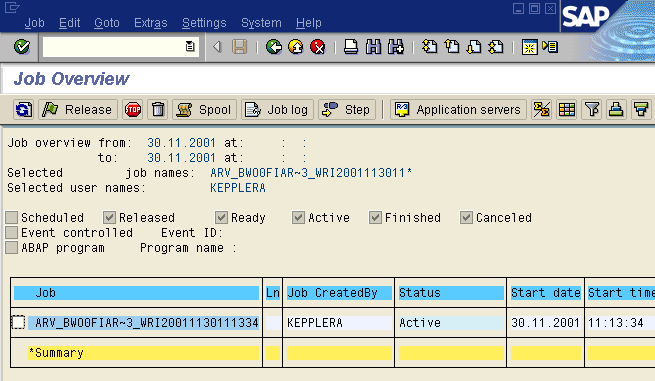 Job Edit Goto Extras Settings System Help
SAP
Job Overview
Release STOP Spool Job log Step Application servers
Job overview from: 30.11.2001 at: : :
to: 30.11.2001 at: : :
Selected job names: ARV_BWO0FIAR~3_WRI2001113011*
Selected user names: KEPPLERA
Scheduled Released Ready Active Finished Canceled
Event controlled Event ID:
ABAP program Program name :
Job Ln Job CreatedBy Status Start date Start time
ARV_BWO0FIAR~3_WRI20011130111334 KEPPLERA Active 30.11.2001 11:13:34
*Summary